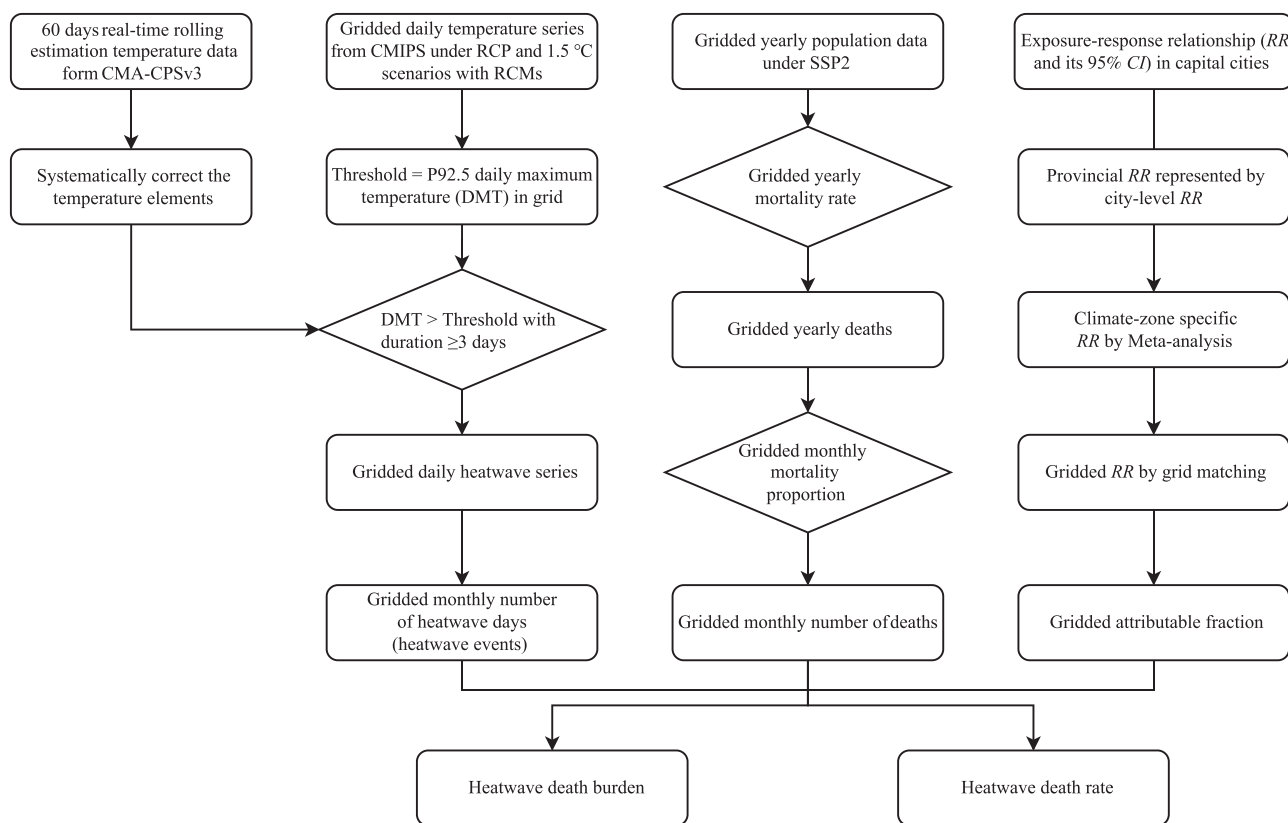 60 days real-time rolling
estimation temperature data
form CMA-CPSv3
Gridded daily temperature series
from CMIPS under RCP and 1.5 °C
scenarios with RCMs
Gridded yearly population data
under SSP2
Exposure-response relationship (RR
and its 95% CI) in capital cities
Systematically correct the
temperature elements
Threshold = P92.5 daily maximum
temperature (DMT) in grid
Gridded yearly
mortality rate
Provincial RR represented by
city-level RR
DMT > Threshold with
duration ≥3 days
Gridded yearly deaths
Climate-zone specific
RR by Meta-analysis
Gridded daily heatwave series
Gridded monthly
mortality
proportion
Gridded RR by grid matching
Gridded monthly number
of heatwave days
(heatwave events)
Gridded monthly number of deaths
Gridded attributable fraction
Heatwave death burden
Heatwave death rate